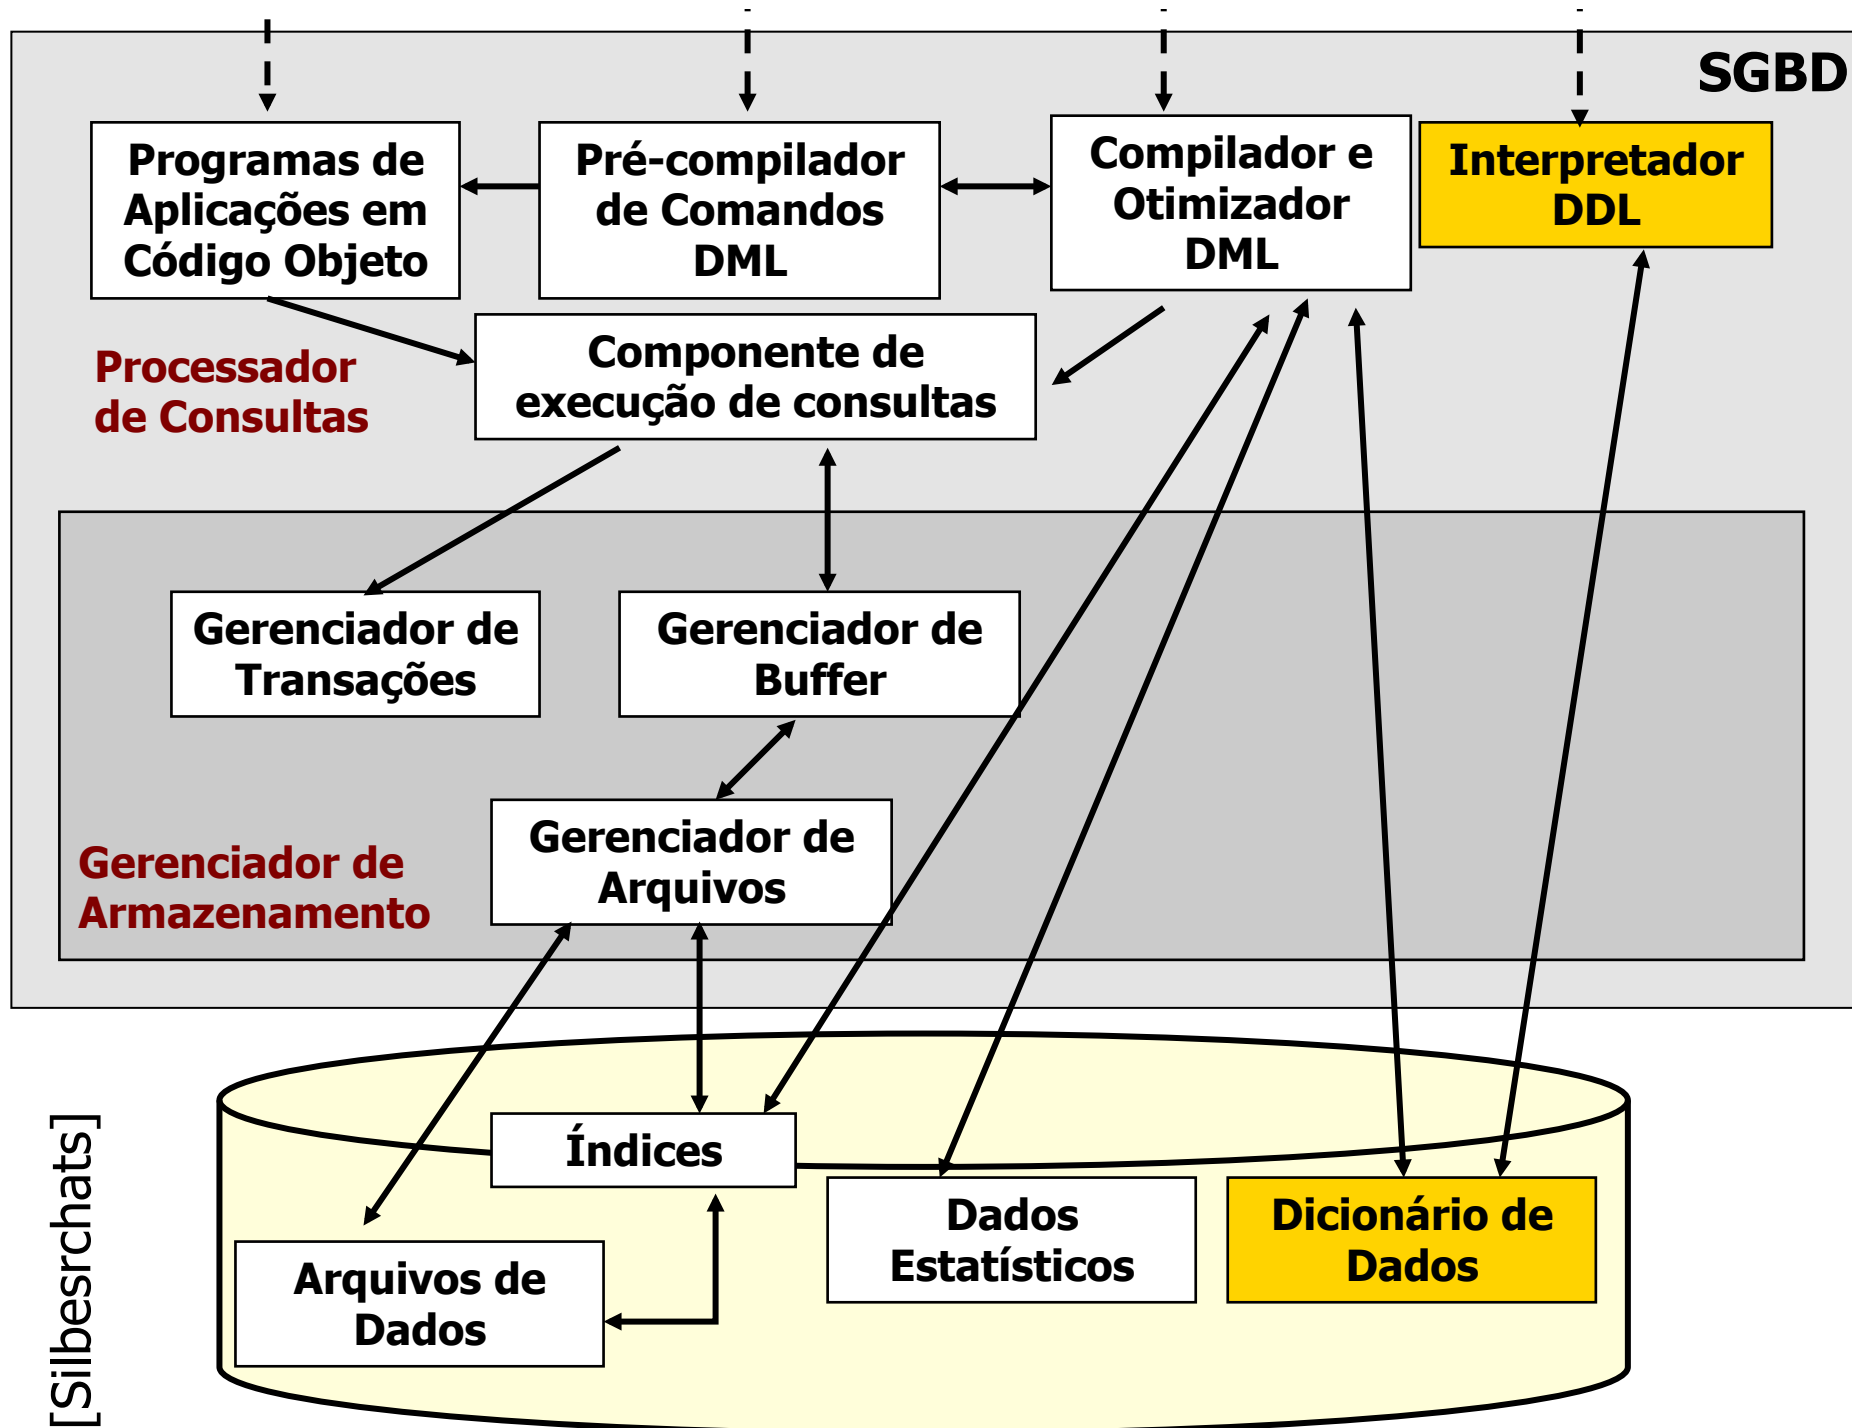 SGBD
Programas de
Aplicações em
Código Objeto
Pré-compilador
de Comandos
DML
Compilador e
Otimizador
DML
Interpretador
DDL
Processador
de Consultas
Componente de
execução de consultas
Gerenciador de
Transações
Gerenciador de
Buffer
Gerenciador de
Arquivos
Gerenciador de
Armazenamento
Índices
Dados
Estatísticos
Dicionário de
Dados
Arquivos de
Dados
[Silbesrchats]